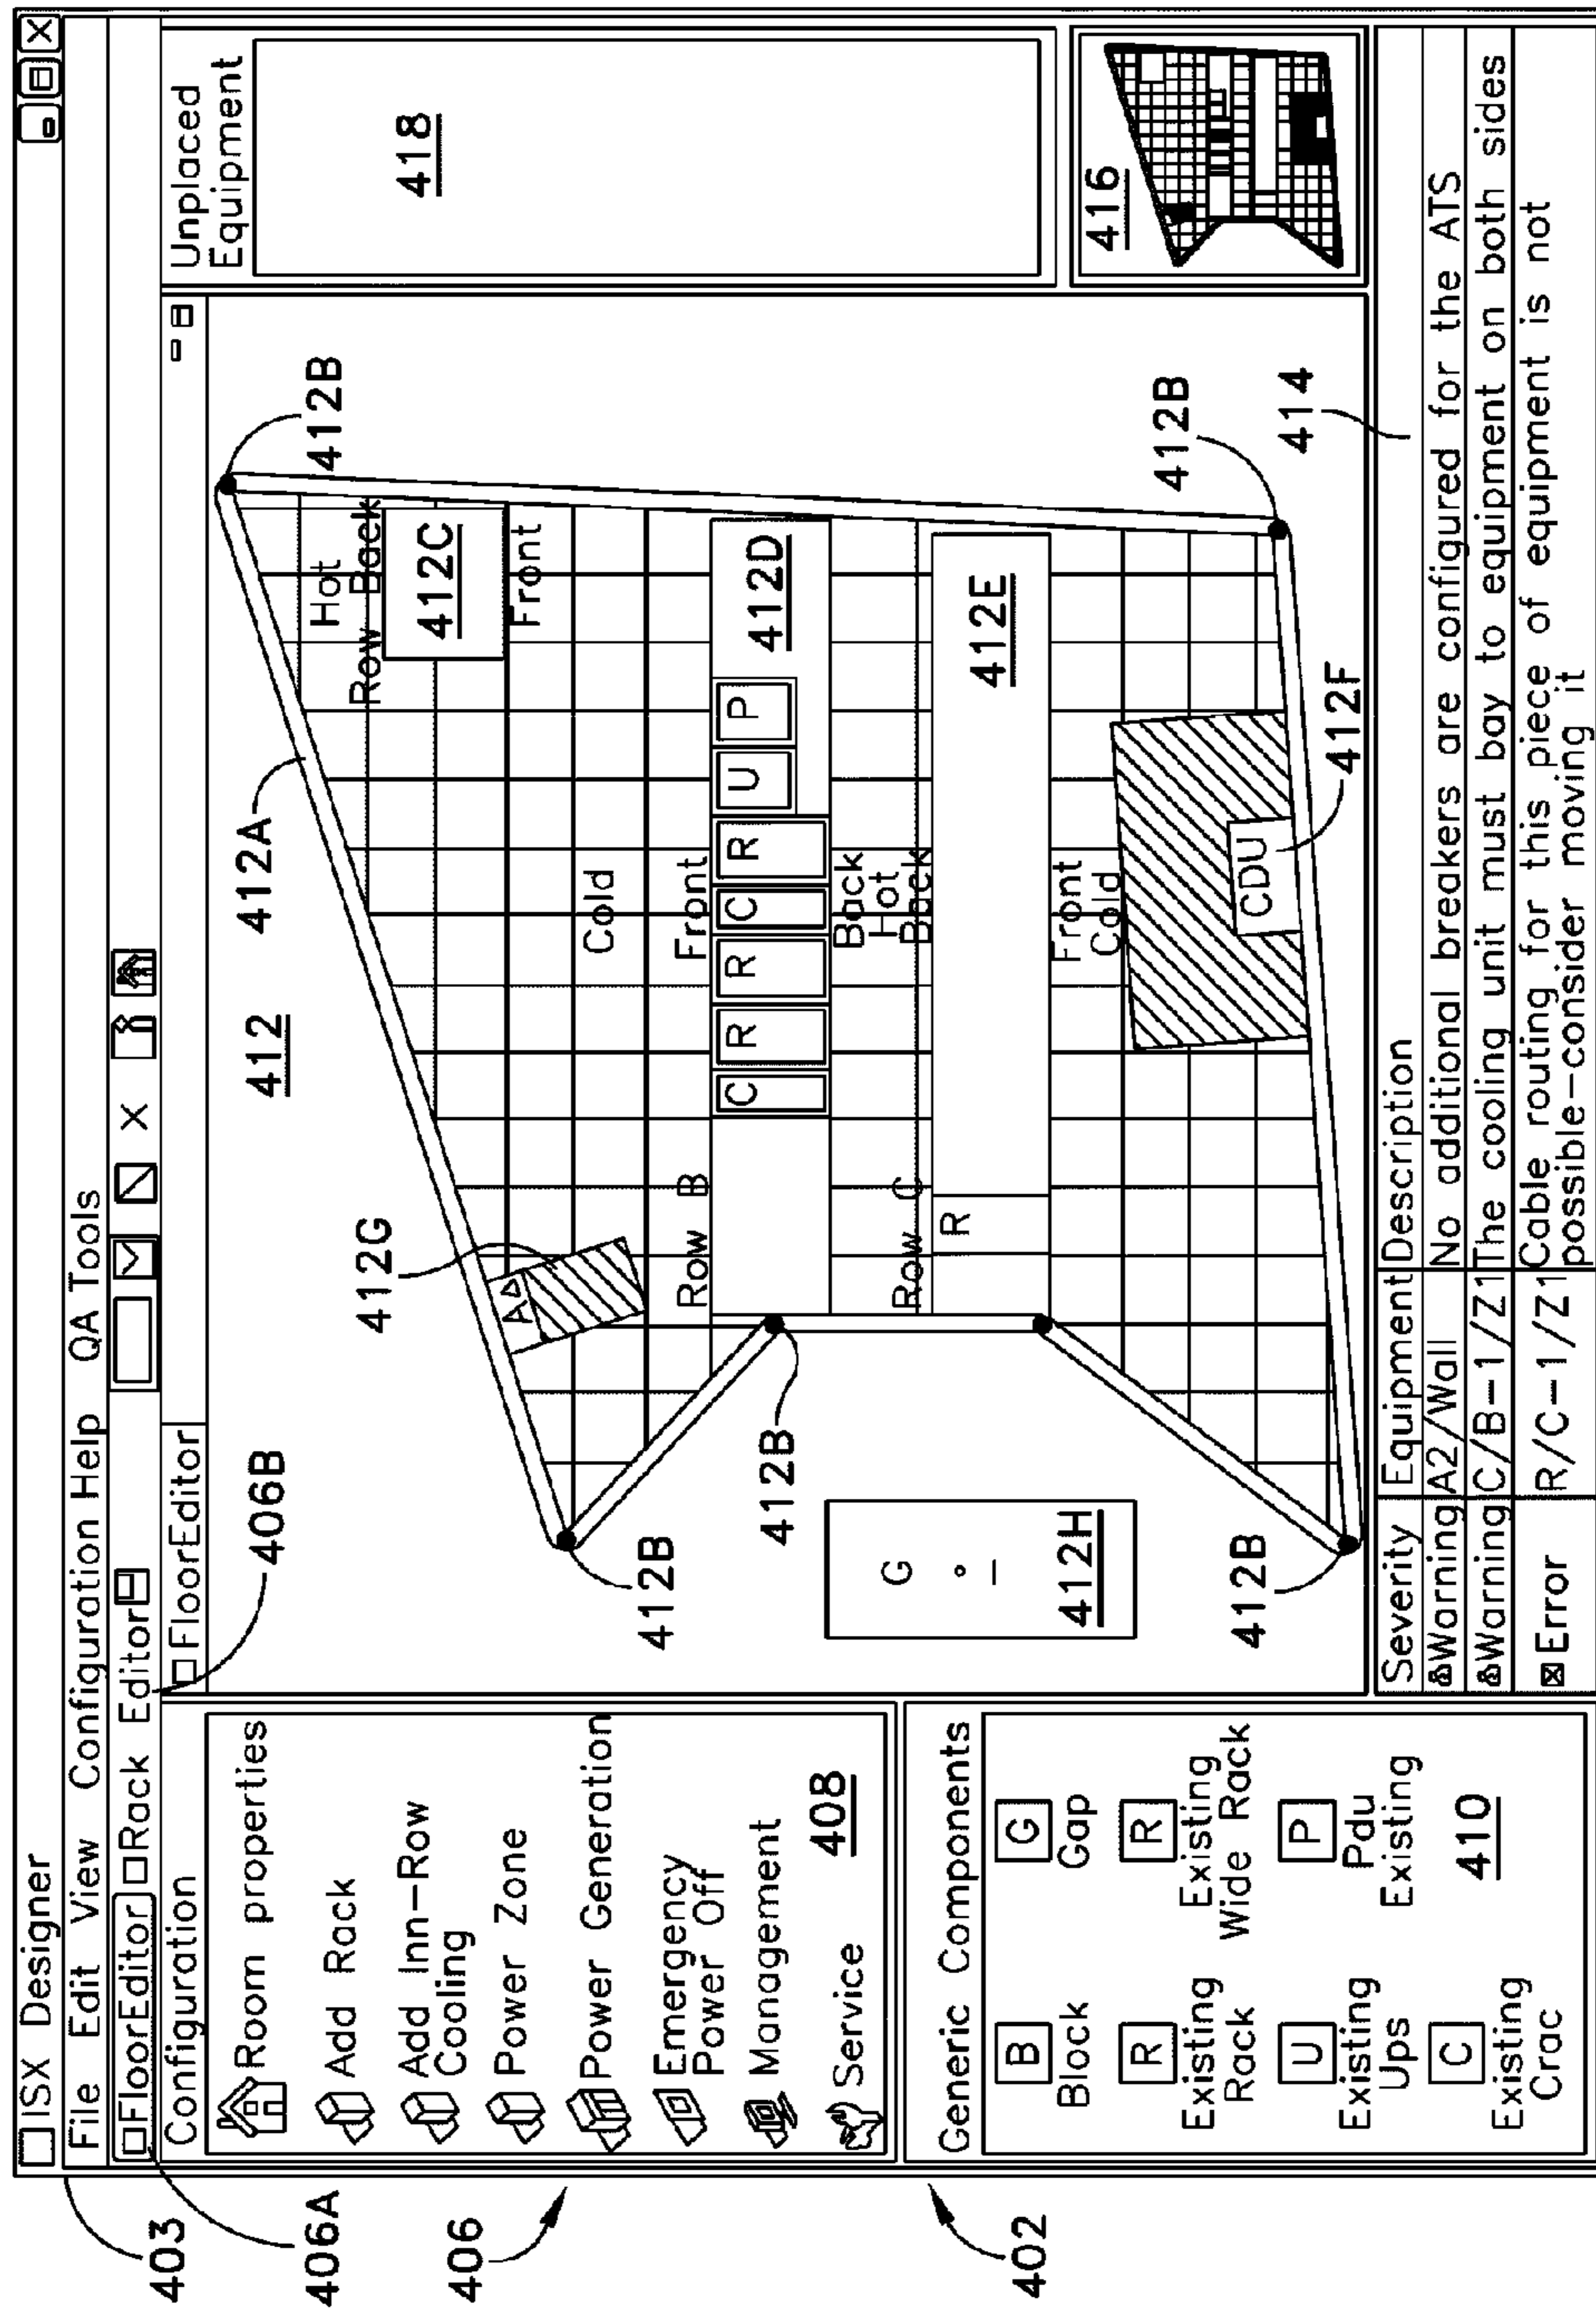 ISX Designer
File Edit View Configuration Help QA Tools
FloorEditor Rack Editor
X
Configuration
Room properties
Add Rack
Add Inn-Row
Cooling
Power Zone
Power Generation
Emergency
Power Off
Management
Service
408
Generic Components
B
Block
G
Gap
R
Existing
Rack
R
Existing
Wide Rack
U
Existing
Ups
P
Pdu
Existing
C
Existing
Crac
410
FloorEditor
406B
412
412A
412B
412G
A
Hot
Row Back
412C
Front
Cold
Row B
Front
C R R C R U P
412D
Back
Hot
Row C
Back
R
412E
Front
Cold
CDU
412F
412B
412B
412B
412B
G
412H
414
Unplaced
Equipment
418
416
Severity Equipment Description
Warning A2/Wall No additional breakers are configured for the ATS
Warning C/B-1/Z1 The cooling unit must bay to equipment on both sides
Error R/C-1/Z1 Cable routing for this piece of equipment is not
possible-consider moving it
403
406A
406
402